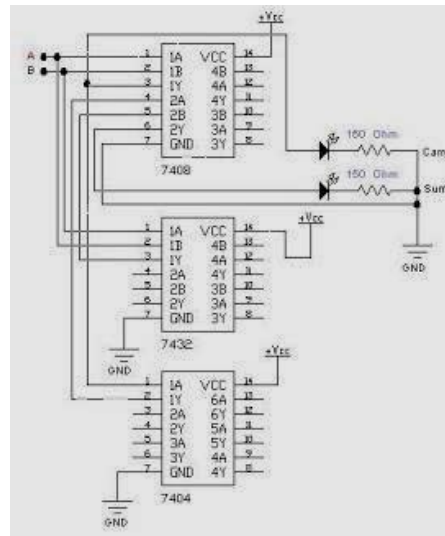 +Vcc
A
B
1 1A VCC 14
2 1B 4B 13
3 1Y 4A 12
4 2A 4Y 11
5 2B 3B 10
6 2Y 3A 9
7 GND 3Y 8
7408
150 Ohm
Carry
150 Ohm
Sum
GND
+Vcc
1 1A VCC 14
2 1B 4B 13
3 1Y 4A 12
4 2A 4Y 11
5 2B 3B 10
6 2Y 3A 9
7 GND 3Y 8
7432
GND
+Vcc
1 1A VCC 14
2 1Y 6A 13
3 2A 6Y 12
4 2Y 5A 11
5 3A 5Y 10
6 3Y 4A 9
7 GND 4Y 8
7404
GND